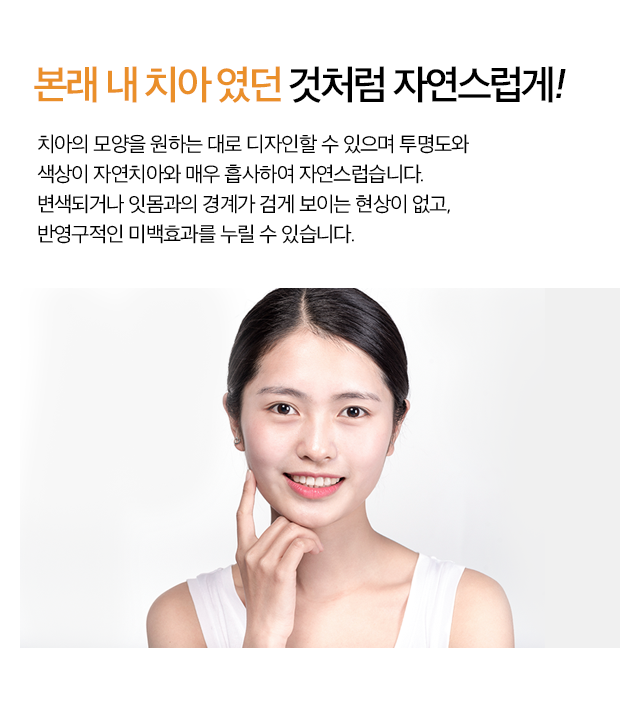 본래 내 치아 였던 것처럼 자연스럽게!
치아의 모양을 원하는 대로 디자인할 수 있으며 투명도와
색상이 자연치아와 매우 흡사하여 자연스럽습니다.
변색되거나 잇몸과의 경계가 검게 보이는 현상이 없고,
반영구적인 미백효과를 누릴 수 있습니다.